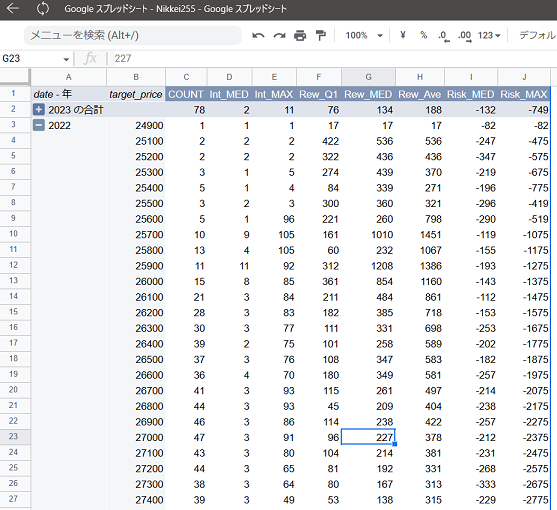 Google スプレッドシート - Nikkei255 - Google スプレッドシート
メニューを検索 (Alt+/) 100% ¥ % .0 .00 123 デフォル
G23 fx 227
A B C D E F G H I J
1 date - 年 target_price COUNT Int_MED Int_MAX Rew_Q1 Rew_MED Rew_Ave Risk_MED Risk_MAX
2 2023 の合計 78 2 11 76 134 188 -132 -749
3 2022 24900 1 1 1 17 17 17 -82 -82
4 25100 2 2 2 422 536 536 -247 -475
5 25200 2 2 2 322 436 436 -347 -575
6 25300 3 1 5 274 439 370 -219 -675
7 25400 5 1 4 84 339 271 -196 -775
8 25500 3 2 3 300 360 321 -296 -419
9 25600 5 1 96 221 260 798 -290 -519
10 25700 10 9 105 161 1010 1451 -119 -1075
11 25800 13 4 105 60 232 1067 -155 -1175
12 25900 11 11 92 312 1208 1386 -193 -1275
13 26000 15 8 85 361 854 1160 -143 -1375
14 26100 21 3 84 211 484 861 -112 -1475
15 26200 28 3 83 182 385 718 -153 -1575
16 26300 30 3 77 111 331 698 -253 -1675
17 26400 39 2 75 101 258 589 -202 -1775
18 26500 37 3 76 108 347 583 -182 -1875
19 26600 36 4 70 180 349 581 -257 -1975
20 26700 41 3 93 115 261 497 -214 -2075
21 26800 44 3 93 45 209 404 -238 -2175
22 26900 46 3 86 114 238 422 -257 -2275
23 27000 47 3 91 96 227 378 -212 -2375
24 27100 43 3 80 104 214 381 -231 -2475
25 27200 44 3 65 81 192 331 -268 -2575
26 27300 38 3 64 80 167 313 -333 -2675
27 27400 39 3 49 53 138 315 -229 -2775